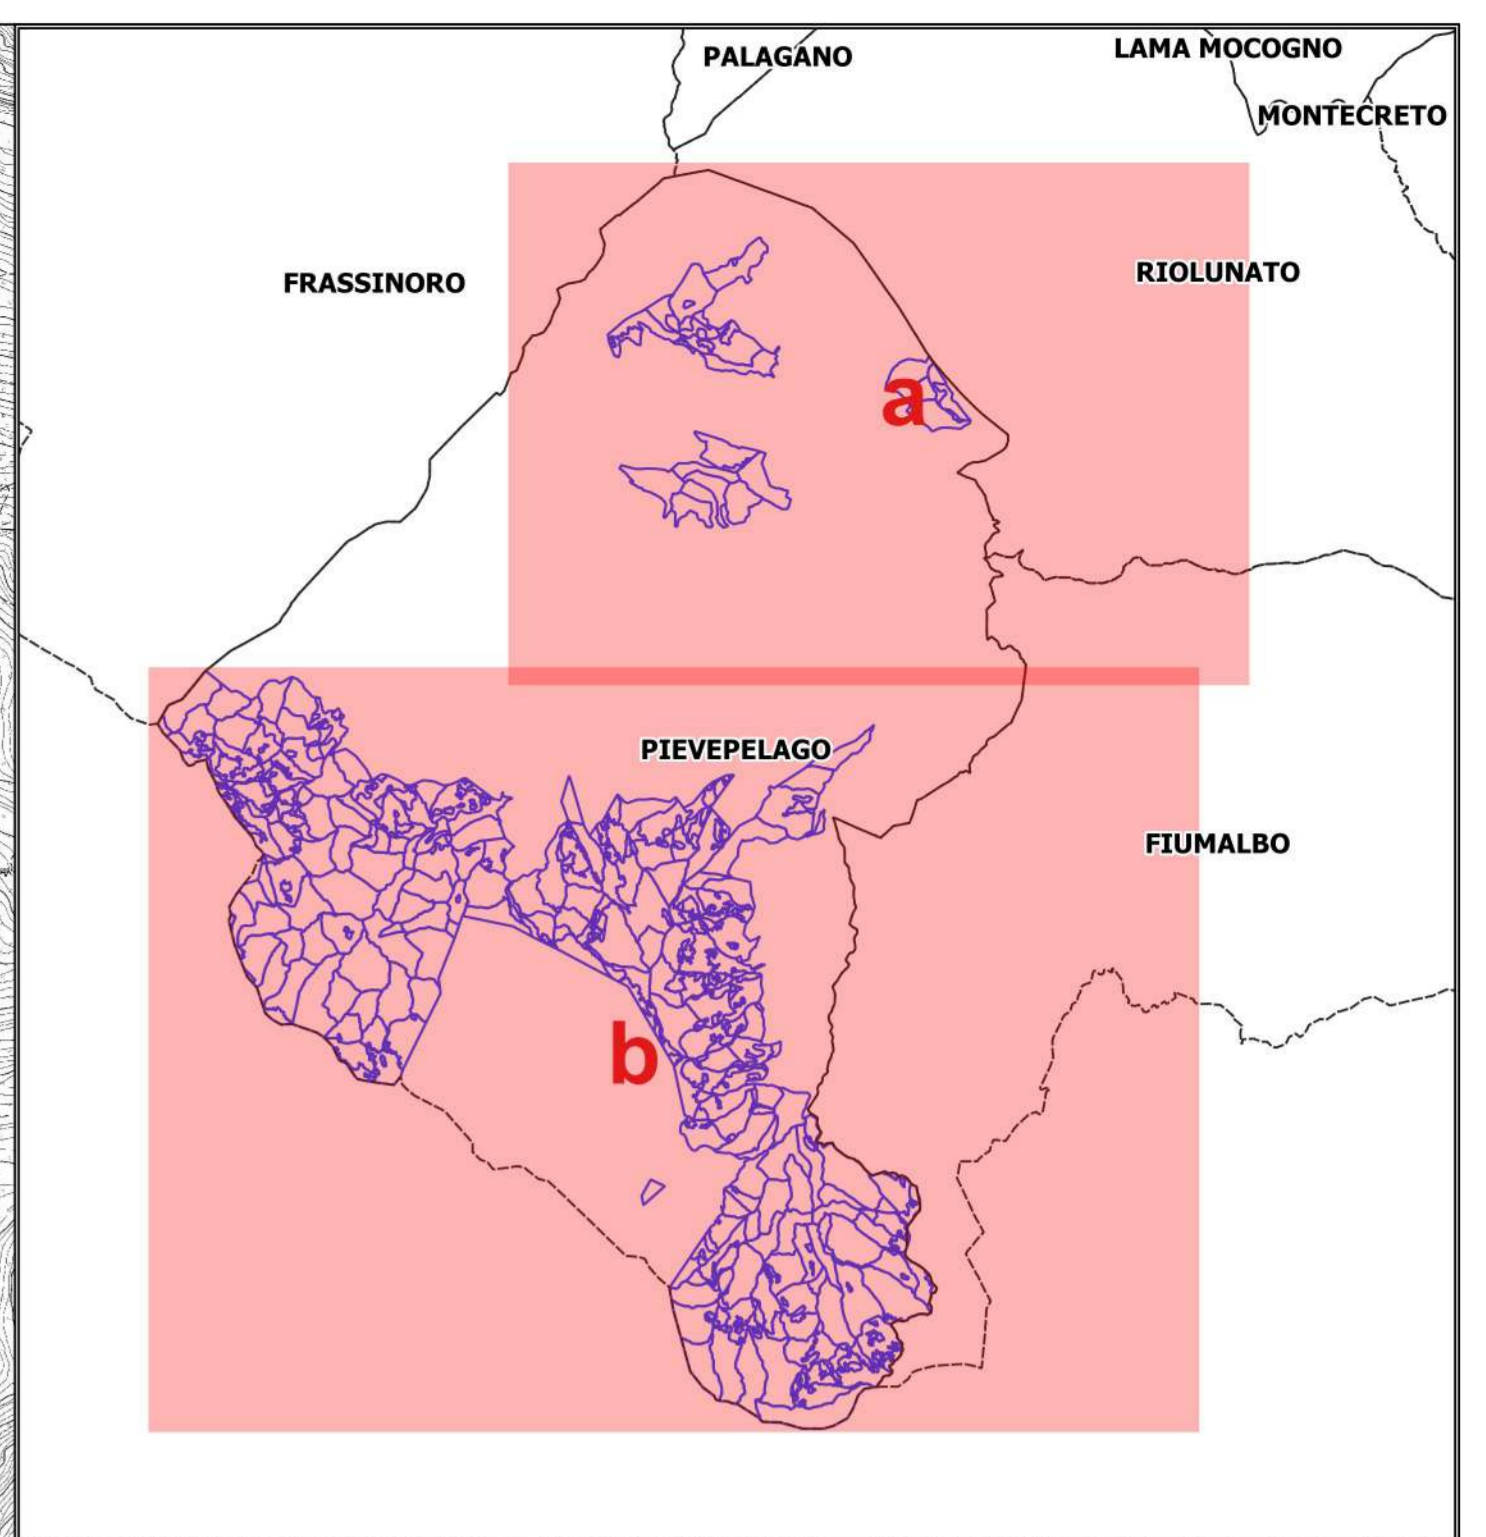 PALAGANO
LAMA MOCOGNO
MONTECRETO
FRASSINORO
RIOLUNATO
a
PIEVEPELAGO
FIUMALBO
b